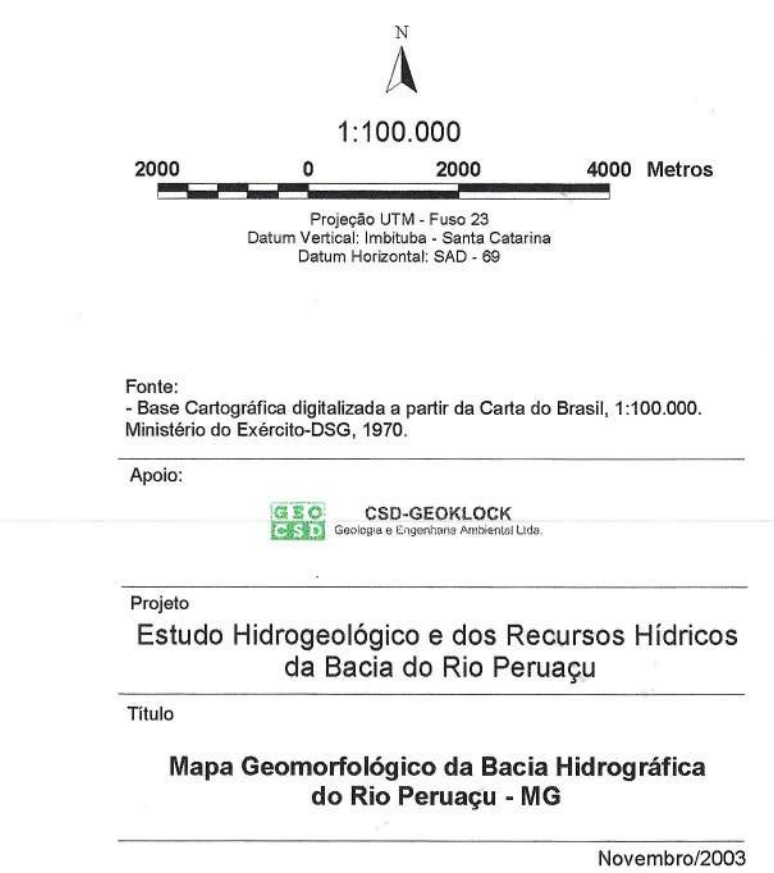 N
1:100.000
2000 0 2000 4000 Metros
Projeção UTM - Fuso 23
Datum Vertical: Imbituba - Santa Catarina
Datum Horizontal: SAD - 69
Fonte:
- Base Cartográfica digitalizada a partir da Carta do Brasil, 1:100.000.
Ministério do Exército-DSG, 1970.
Apoio:
GEO
CSD
CSD-GEOKLOCK
Geologia e Engenharia Ambiental Ltda.
Projeto
Estudo Hidrogeológico e dos Recursos Hídricos
da Bacia do Rio Peruaçu
Título
Mapa Geomorfológico da Bacia Hidrográfica
do Rio Peruaçu - MG
Novembro/2003